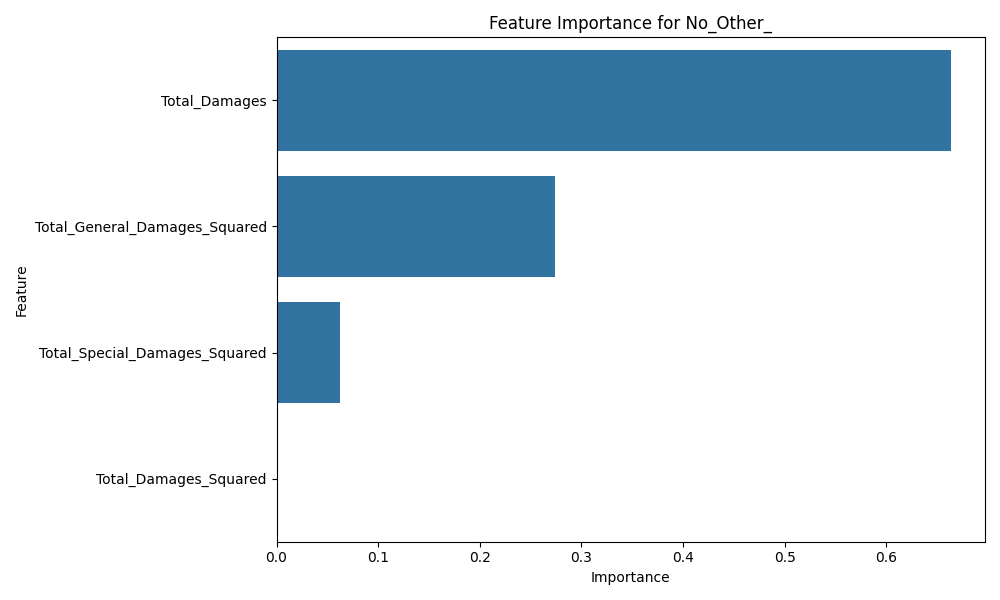 Feature Importance for No_Other_
Total_Damages
Total_General_Damages_Squared
Total_Special_Damages_Squared
Total_Damages_Squared
Feature
0.0 0.1 0.2 0.3 0.4 0.5 0.6
Importance